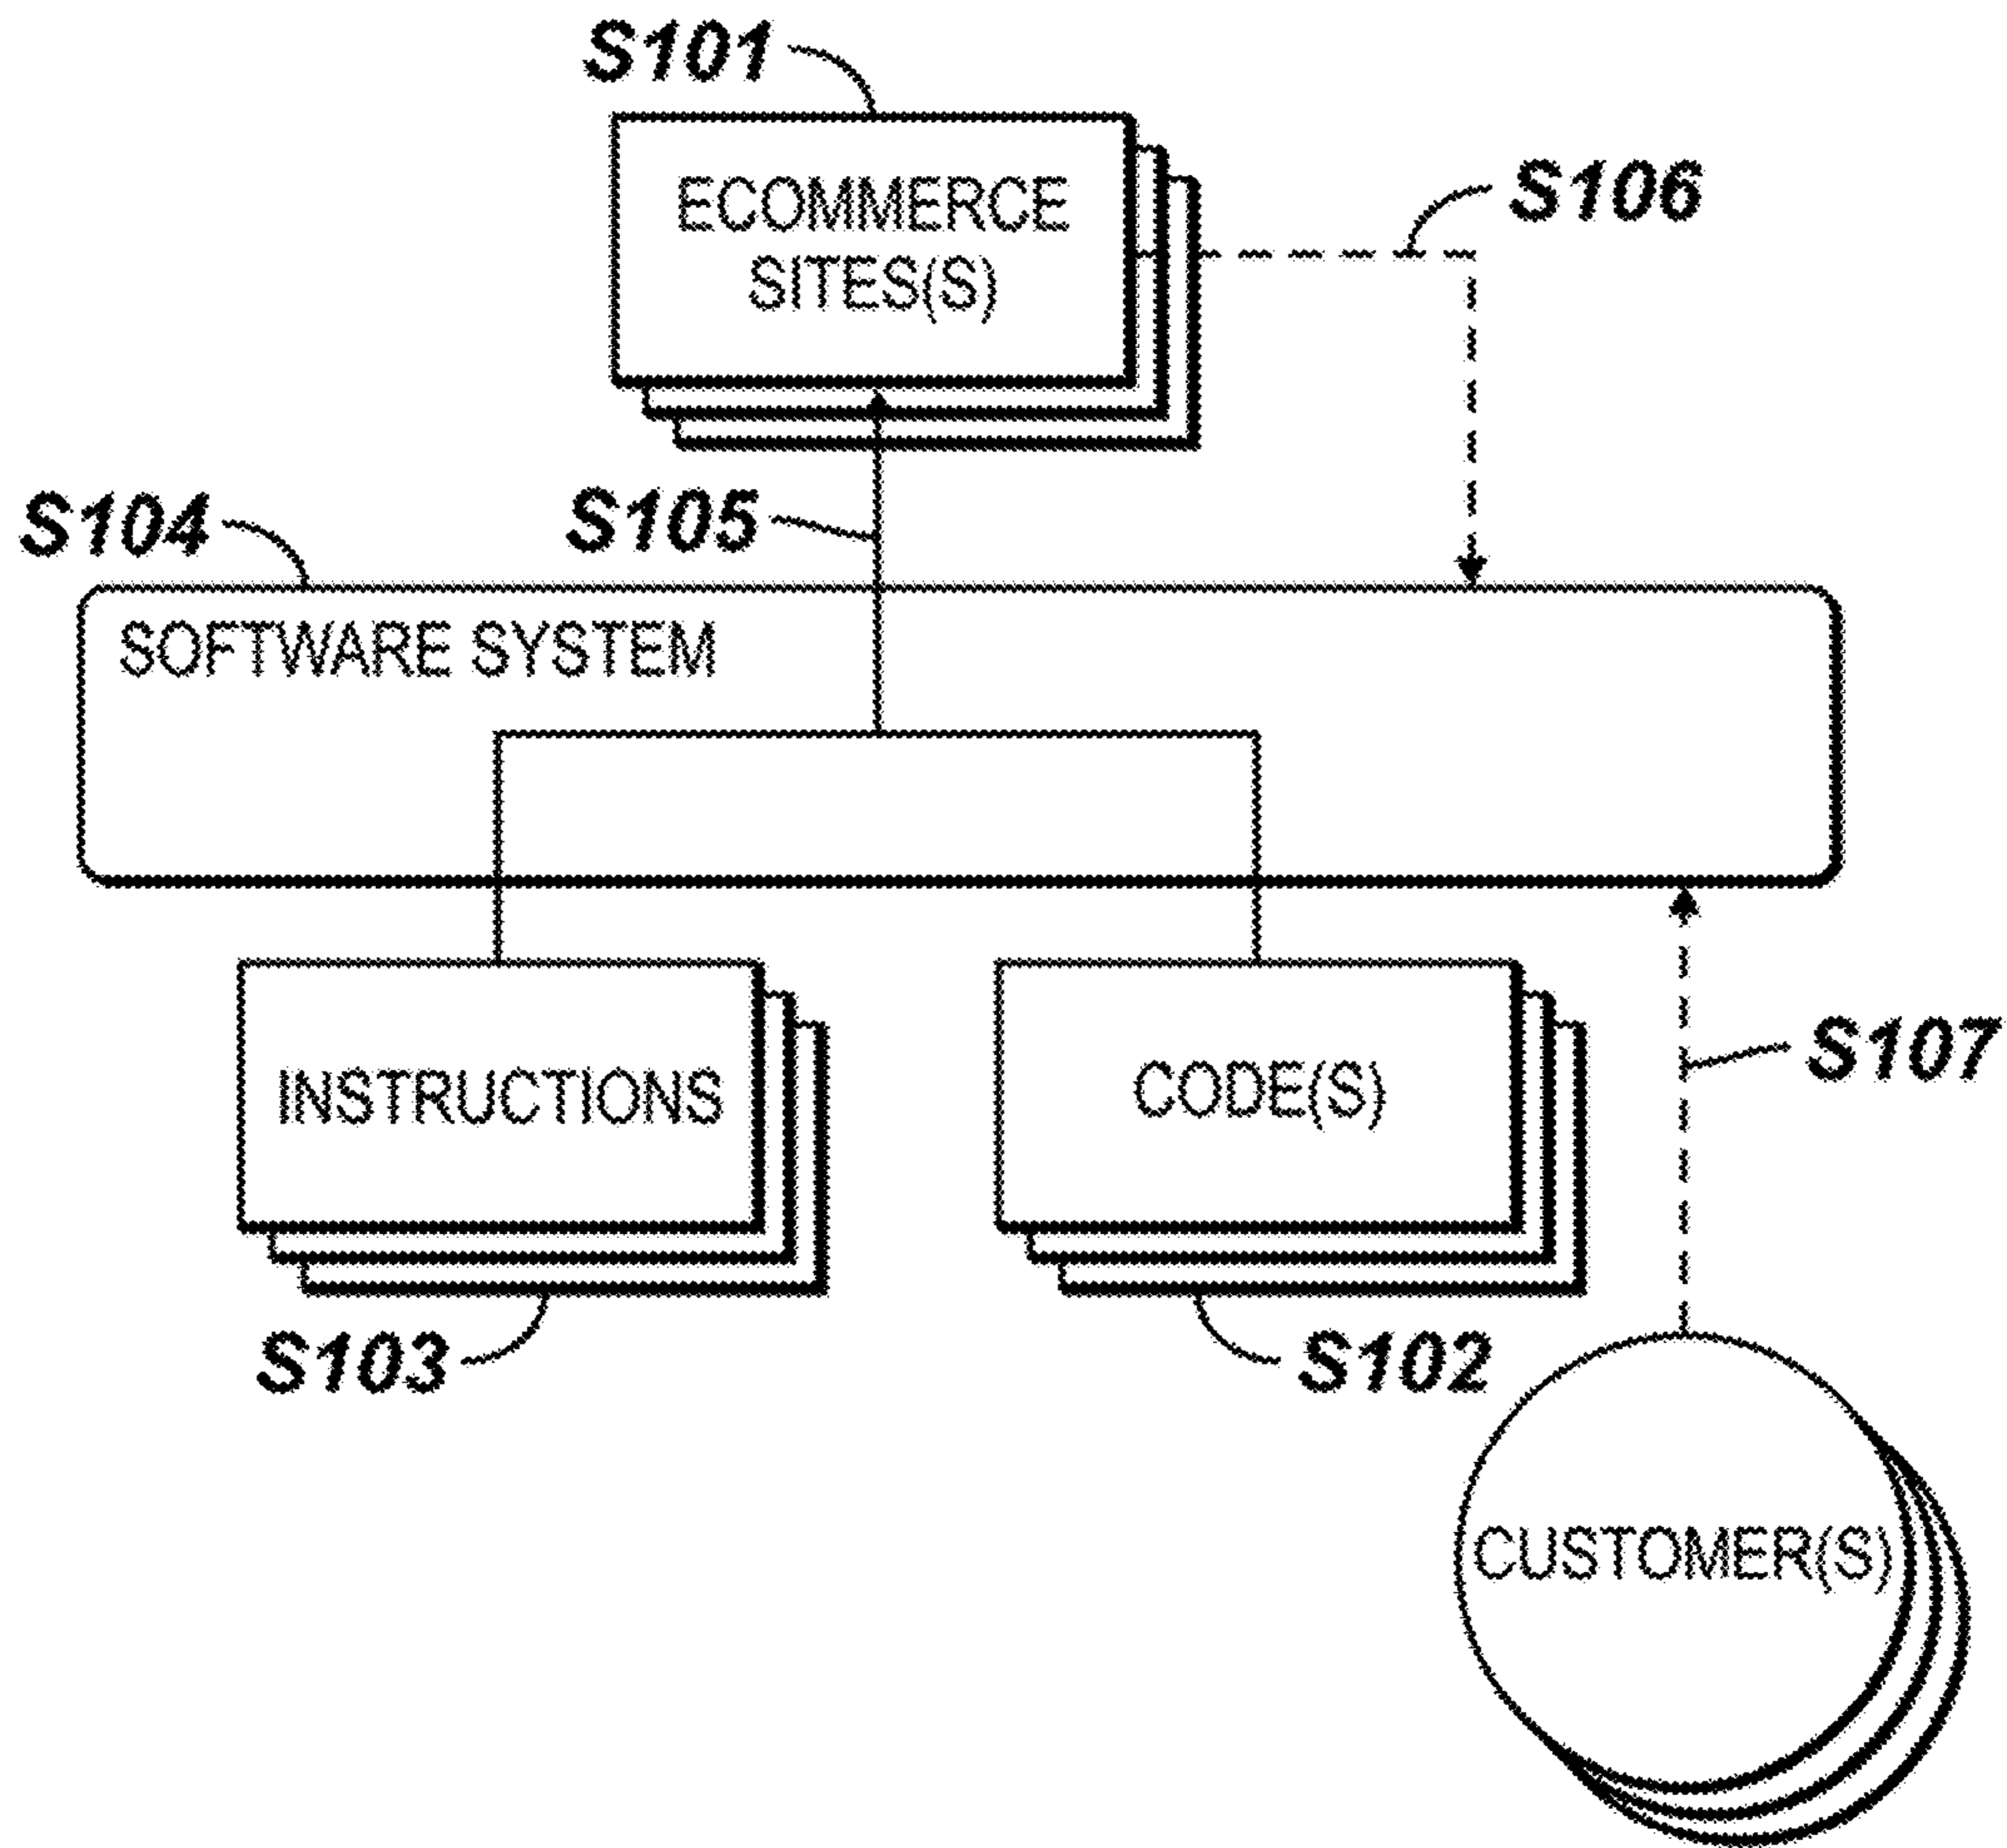 S101
ECOMMERCE
SITES(S)
S106
S104
S105
SOFTWARE SYSTEM
INSTRUCTIONS
CODE(S)
S107
S103
S102
CUSTOMER(S)